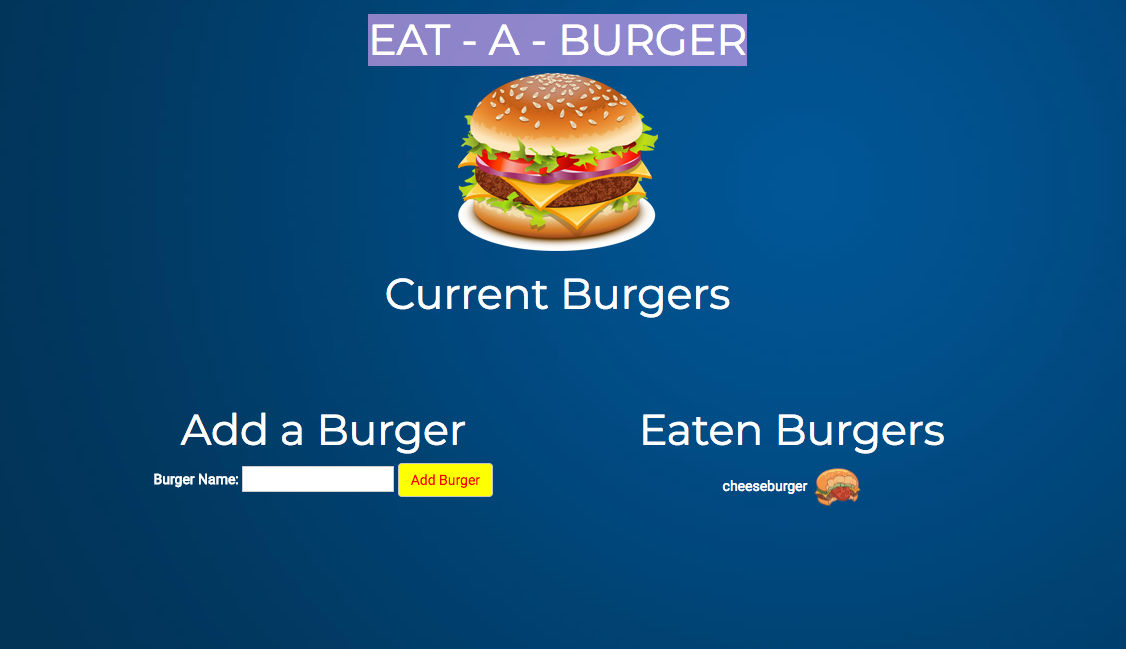 EAT - A - BURGER
Current Burgers
Add a Burger
Burger Name: Add Burger
Eaten Burgers
cheeseburger